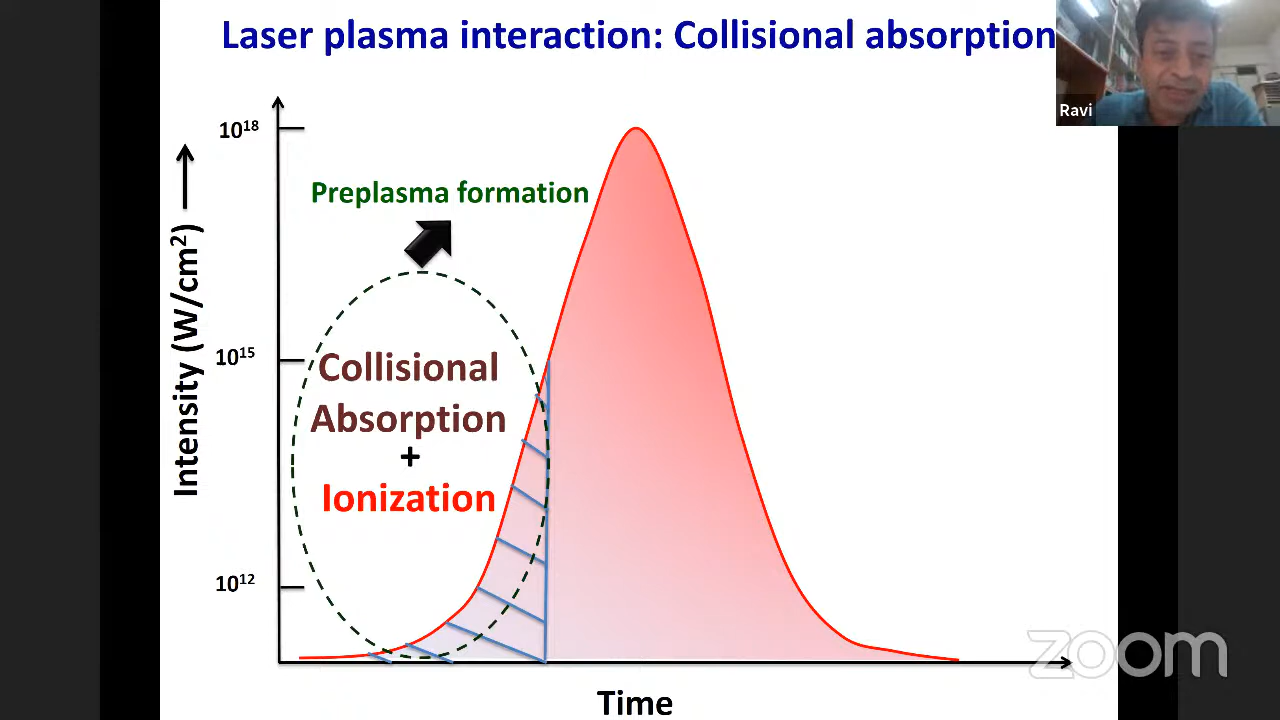 Laser plasma interaction: Collisional absorption
Ravi
10¹⁸
Preplasma formation
Intensity (W/cm²)
10¹⁵
Collisional
Absorption
+
Ionization
10¹²
zoom
Time